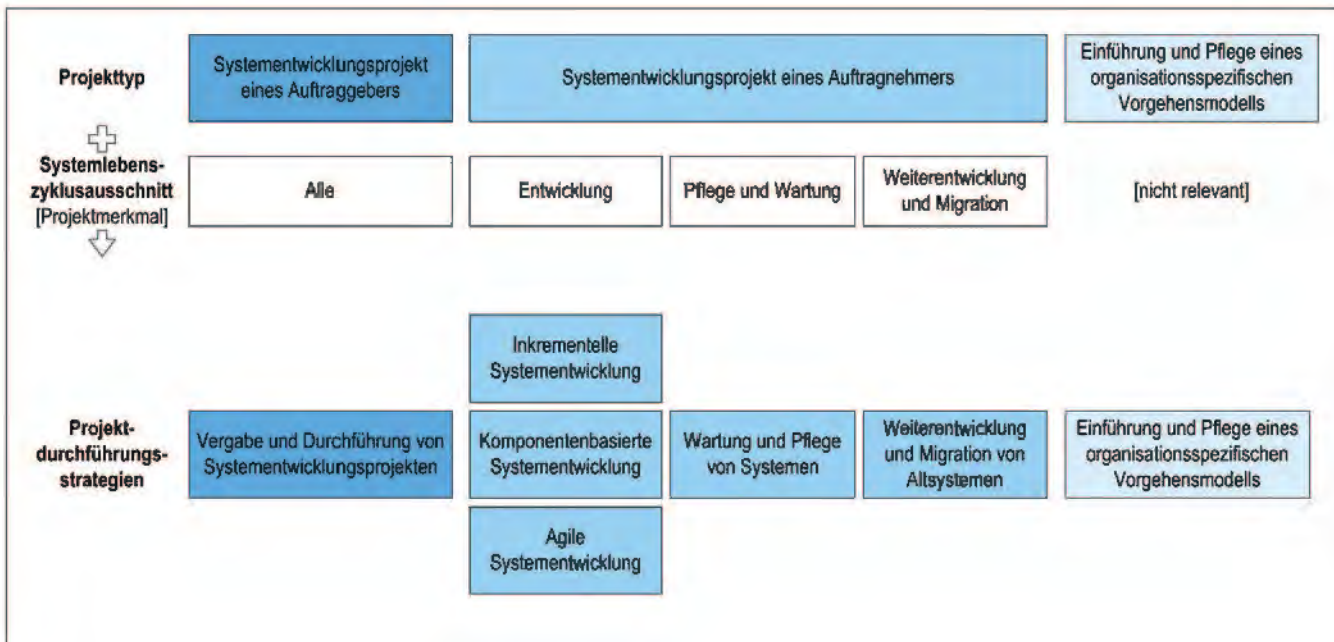 Projekttyp
Systementwicklungsprojekt
eines Auftraggebers
Systementwicklungsprojekt eines Auftragnehmers
Einführung und Pflege eines
organisationsspezifischen
Vorgehensmodells
Systemlebens-
zyklusausschnitt
[Projektmerkmal]
Alle
Entwicklung
Pflege und Wartung
Weiterentwicklung
und Migration
[nicht relevant]
Projekt-
durchführungs-
strategien
Vergabe und Durchführung von
Systementwicklungsprojekten
Inkrementelle
Systementwicklung
Komponentenbasierte
Systementwicklung
Agile
Systementwicklung
Wartung und Pflege
von Systemen
Weiterentwicklung
und Migration von
Altsystemen
Einführung und Pflege eines
organisationsspezifischen
Vorgehensmodells